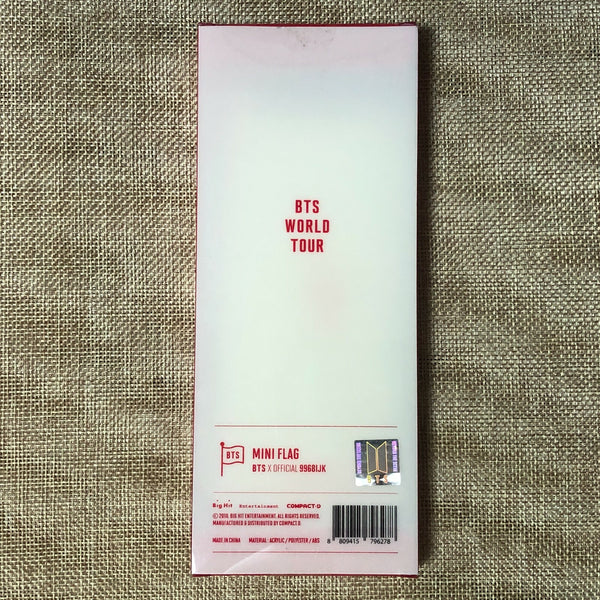 BTS
WORLD
TOUR
BTS
MINI FLAG
BTS X OFFICIAL 9968IJK
Big Hit Entertainment COMPACT:D
© 2018. BIG HIT ENTERTAINMENT. ALL RIGHTS RESERVED.
MANUFACTURED & DISTRIBUTED BY COMPACT.D
MADE IN CHINA MATERIAL: ACRYLIC / POLYESTER / ABS
8 809415 796278